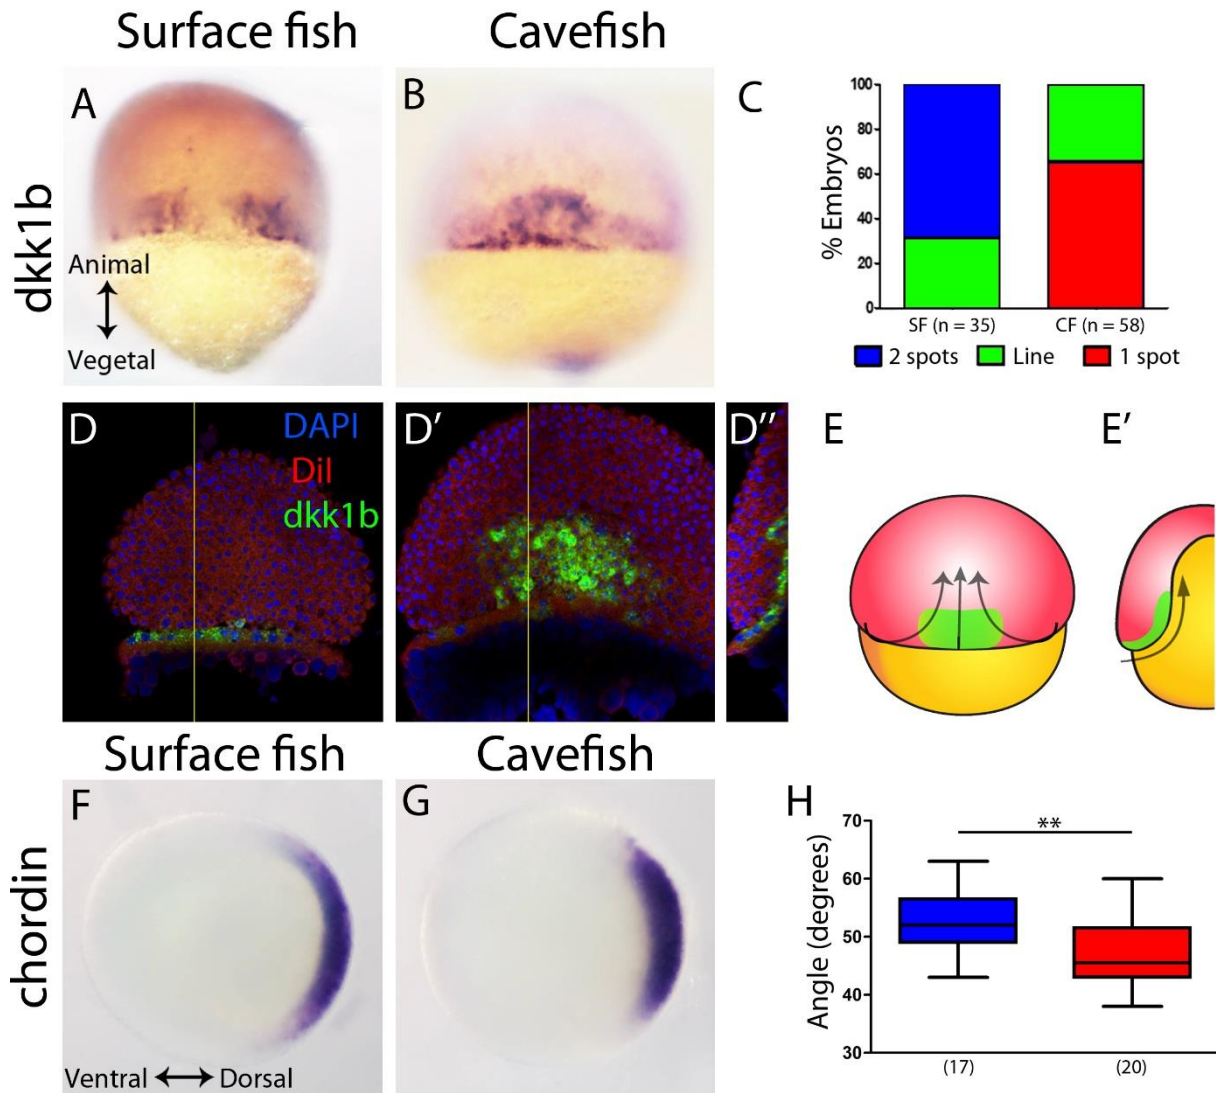 Surface fish
Cavefish
dkk1b
A
Animal
Vegetal
B
C
% Embryos
100
80
60
40
20
0
SF (n = 35)
CF (n = 58)
2 spots
Line
1 spot
D
DAPI
DiI
dkk1b
D'
D''
E
E'
Surface fish
Cavefish
chordin
F
Ventral
Dorsal
G
H
**
Angle (degrees)
70
60
50
40
30
(17)
(20)